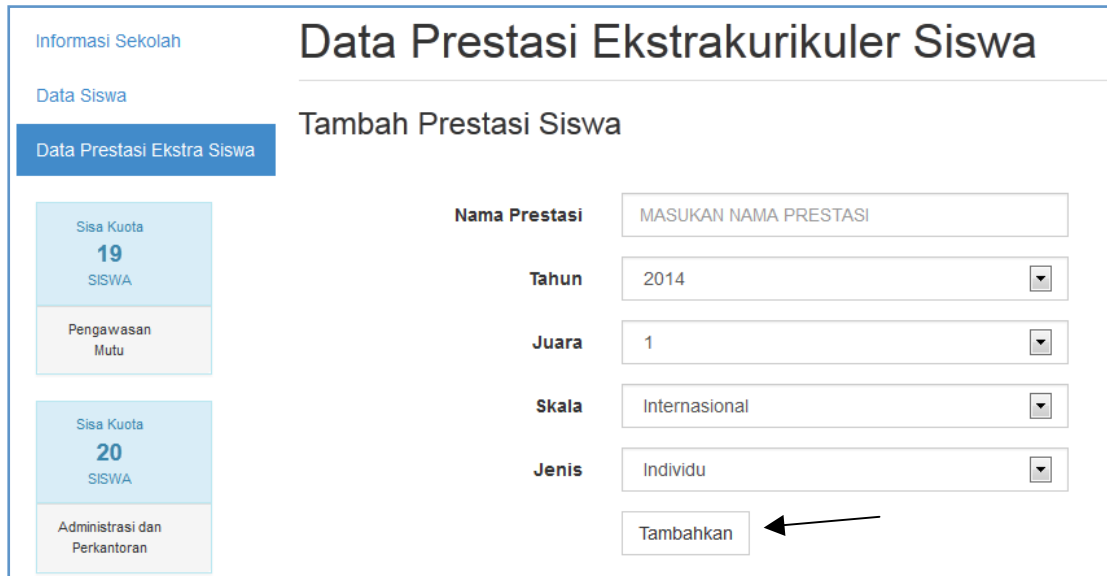 Informasi Sekolah
Data Siswa
Data Prestasi Ekstra Siswa
Sisa Kuota
19
SISWA
Pengawasan
Mutu
Sisa Kuota
20
SISWA
Administrasi dan
Perkantoran
Data Prestasi Ekstrakurikuler Siswa
Tambah Prestasi Siswa
Nama Prestasi MASUKAN NAMA PRESTASI
Tahun 2014
Juara 1
Skala Internasional
Jenis Individu
Tambahkan